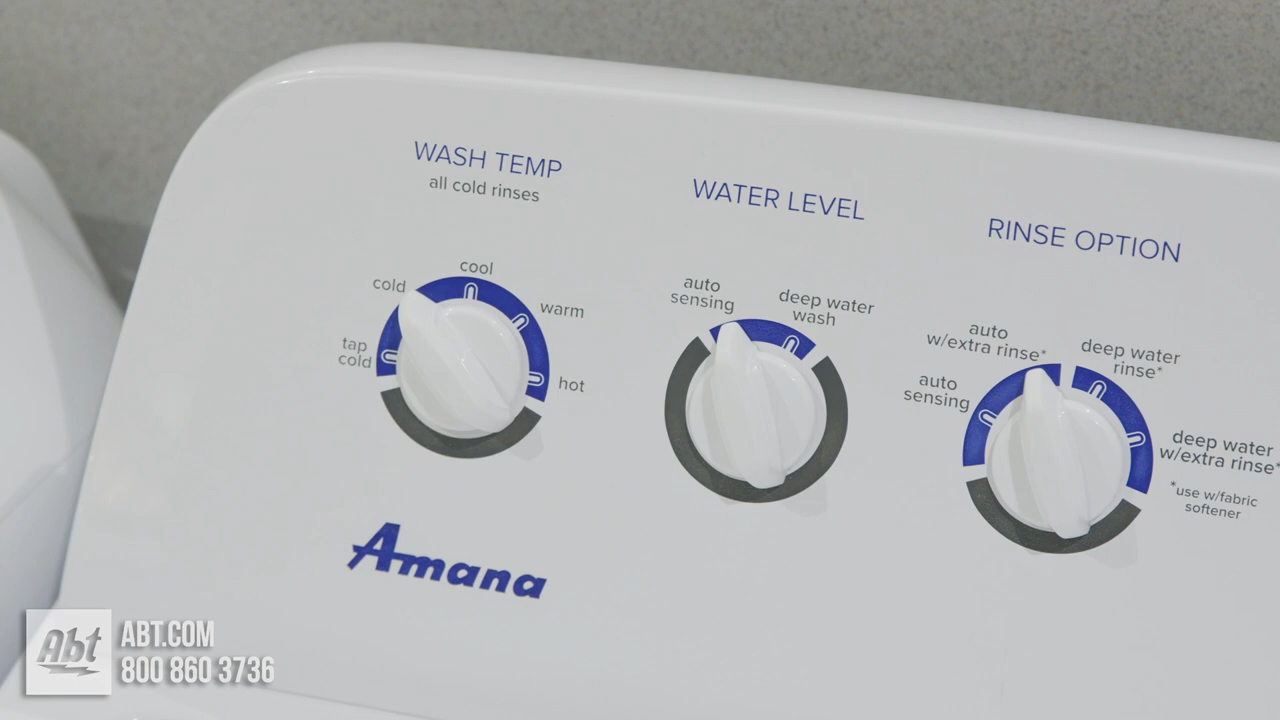 WASH TEMP
all cold rinses
cool
cold
warm
tap
cold
hot
WATER LEVEL
auto
sensing
deep water
wash
RINSE OPTION
auto
w/extra rinse*
deep water
rinse*
auto
sensing
deep water
w/extra rinse*
*use w/fabric
softener
Amana
Abt
ABT.COM
800 860 3736